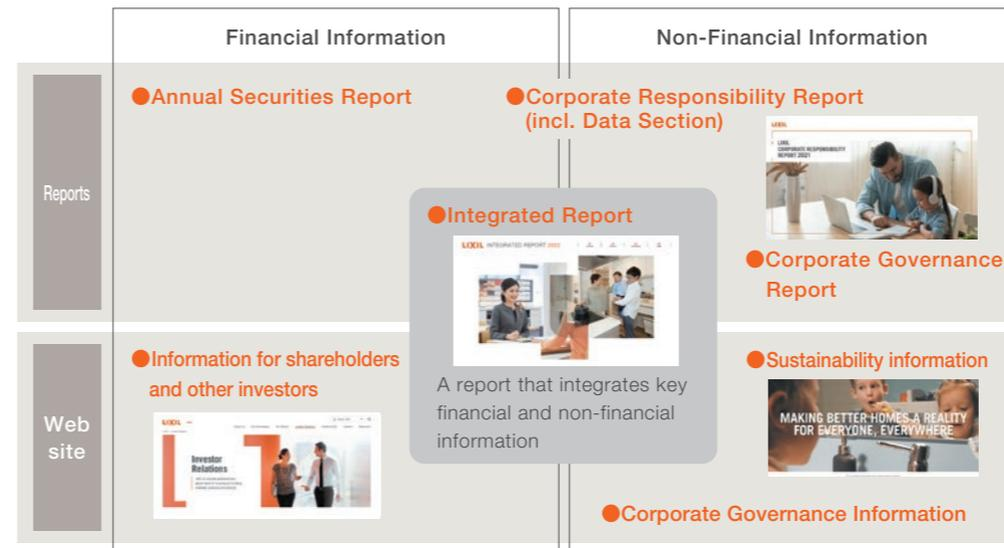 Financial Information
Non-Financial Information
Reports
●Annual Securities Report
●Corporate Responsibility Report
(incl. Data Section)
LIXIL
LIXIL
CORPORATE RESPONSIBILITY
REPORT 2021
●Integrated Report
LIXIL INTEGRATED REPORT 2022
A report that integrates key
financial and non-financial
information
●Corporate Governance
Report
Web
site
●Information for shareholders
and other investors
LIXIL
Investor
Relations
●Sustainability information
MAKING BETTER HOMES A REALITY
FOR EVERYONE, EVERYWHERE
●Corporate Governance Information